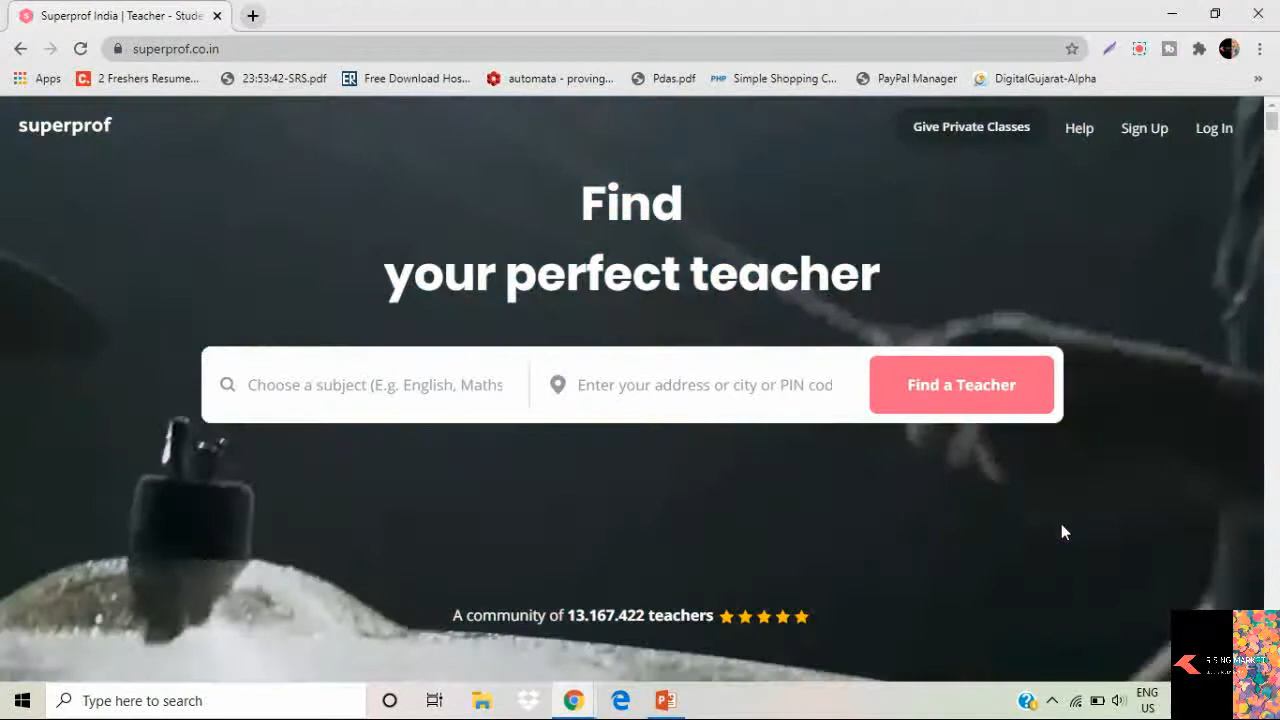 Superprof India | Teacher - Stude
superprof.co.in
Apps
2 Freshers Resume...
23:53:42-SRS.pdf
ER
Free Download Hos...
automata - proving...
Pdas.pdf
PHP
Simple Shopping C...
PayPal Manager
DigitalGujarat-Alpha
superprof
Give Private Classes
Help
Sign Up
Log In
Find
your perfect teacher
Choose a subject (E.g. English, Maths
Enter your address or city or PIN cod
Find a Teacher
A community of 13.167.422 teachers
Type here to search
ENG
US